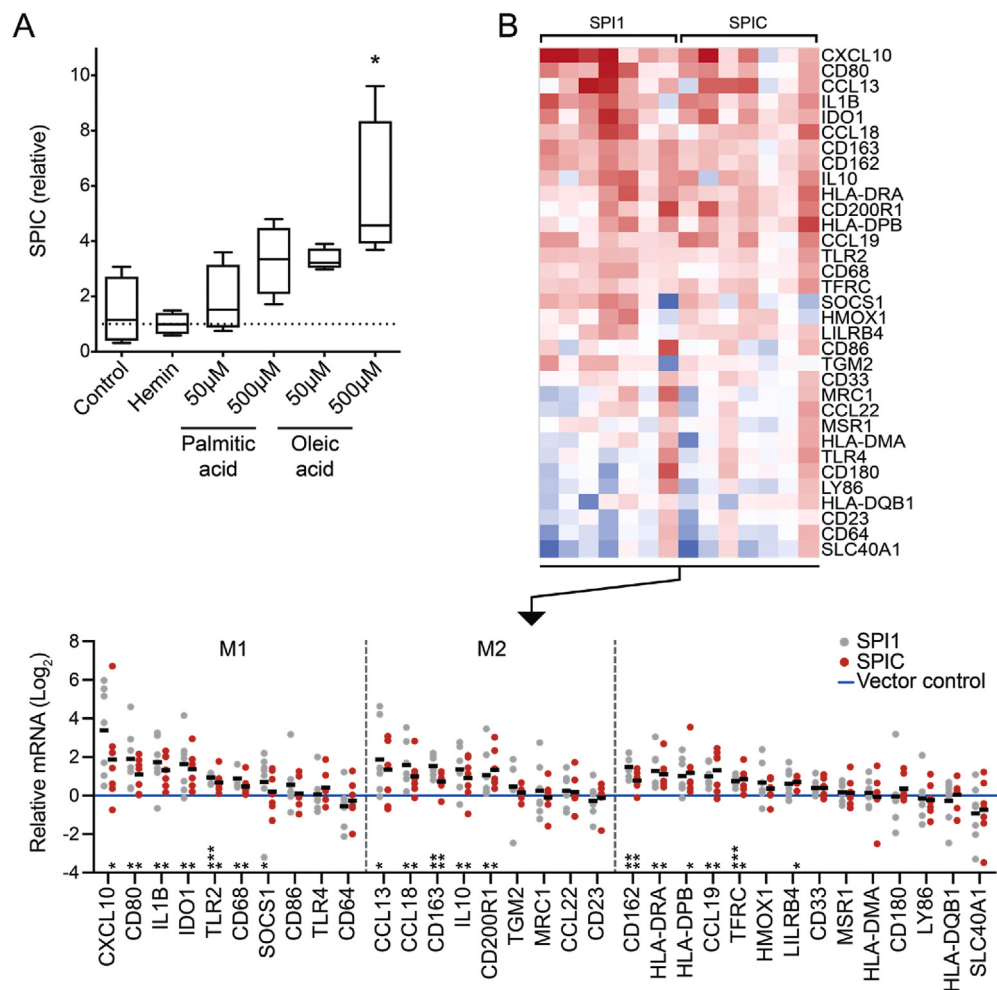 A
SPIC (relative)
10
8
6
4
2
0
*
Control
Hemin
50µM
500µM
50µM
500µM
Palmitic
acid
Oleic
acid
B
SPI1
SPIC
CXCL10
CD80
CCL13
IL1B
IDO1
CCL18
CD163
CD162
IL10
HLA-DRA
CD200R1
HLA-DPB
CCL19
TLR2
CD68
TFRC
SOCS1
HMOX1
LILRB4
CD86
TGM2
CD33
MRC1
CCL22
MSR1
HLA-DMA
TLR4
CD180
LY86
HLA-DQB1
CD23
CD64
SLC40A1
Relative mRNA (Log2)
8
6
4
2
0
-2
-4
M1
M2
SPI1
SPIC
Vector control
CXCL10
CD80
IL1B
IDO1
TLR2
CD68
SOCS1
CD86
TLR4
CD64
CCL13
CCL18
CD163
IL10
CD200R1
TGM2
MRC1
CCL22
CD23
CD162
HLA-DRA
HLA-DPB
CCL19
TFRC
HMOX1
LILRB4
CD33
MSR1
HLA-DMA
CD180
LY86
HLA-DQB1
SLC40A1